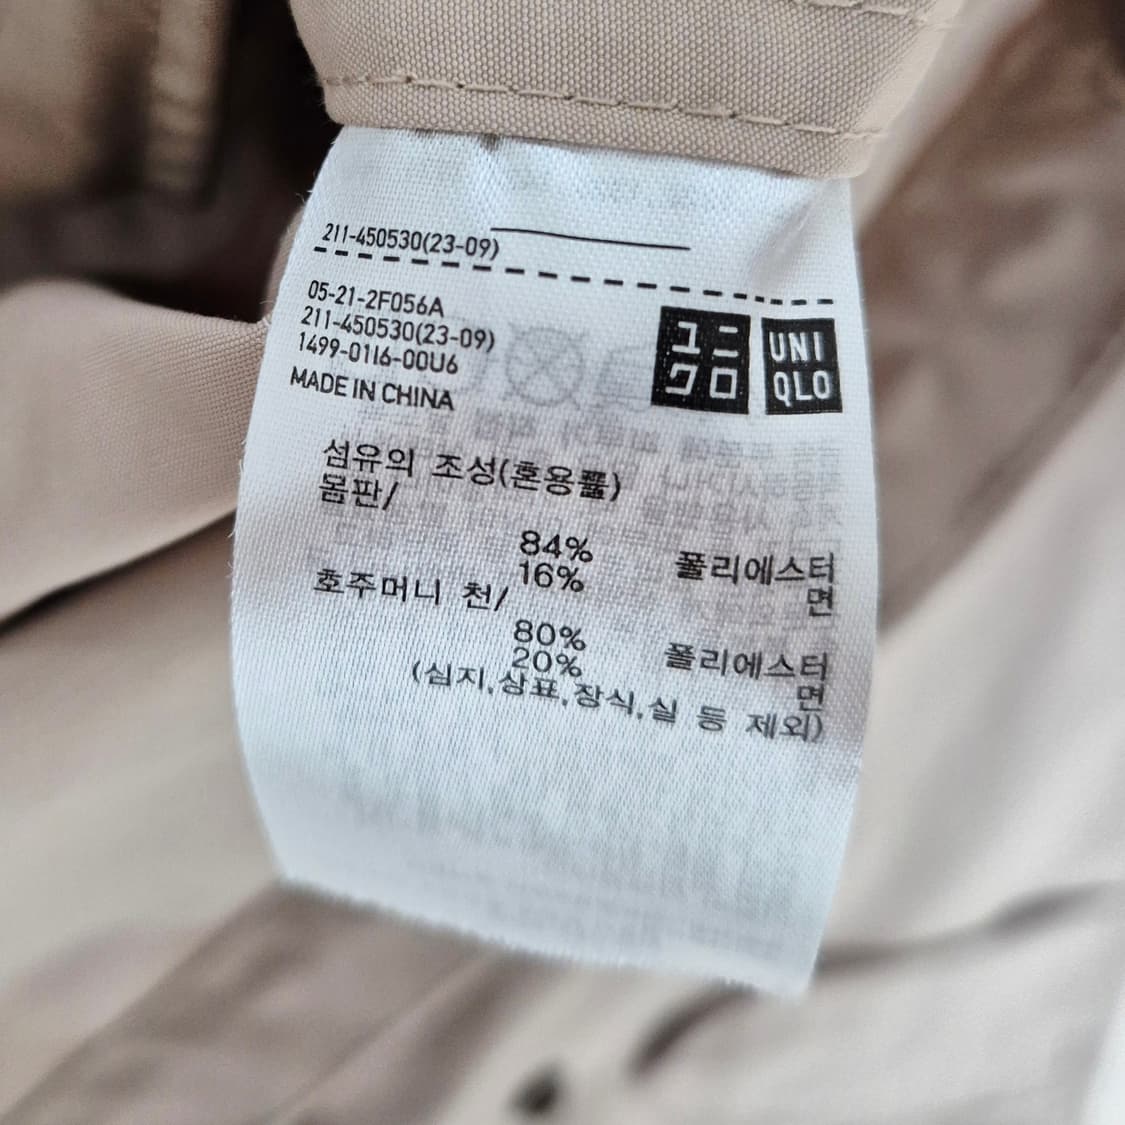 211-450530(23-09)
05-21-2F056A
211-450530(23-09)
1499-01I6-00U6
MADE IN CHINA
ユニ
クロ
UNI
QLO
섬유의 조성(혼용률)
몸판/
84% 폴리에스터
16% 면
호주머니 천/
80% 폴리에스터
20% 면
(심지,상표,장식,실 등 제외)